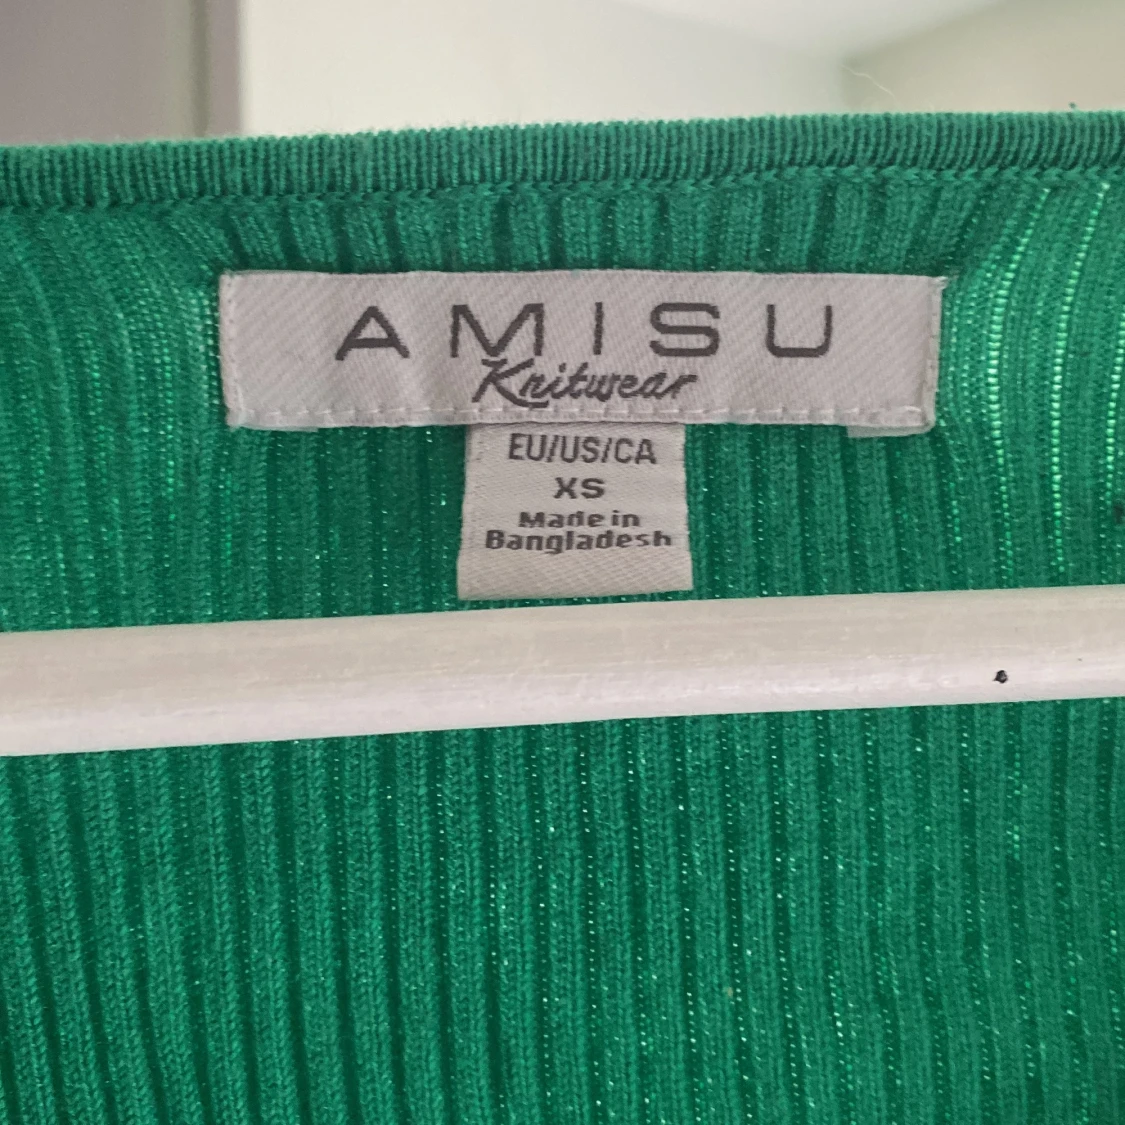 AMISU
Knitwear
EU/US/CA
XS
Made in
Bangladesh